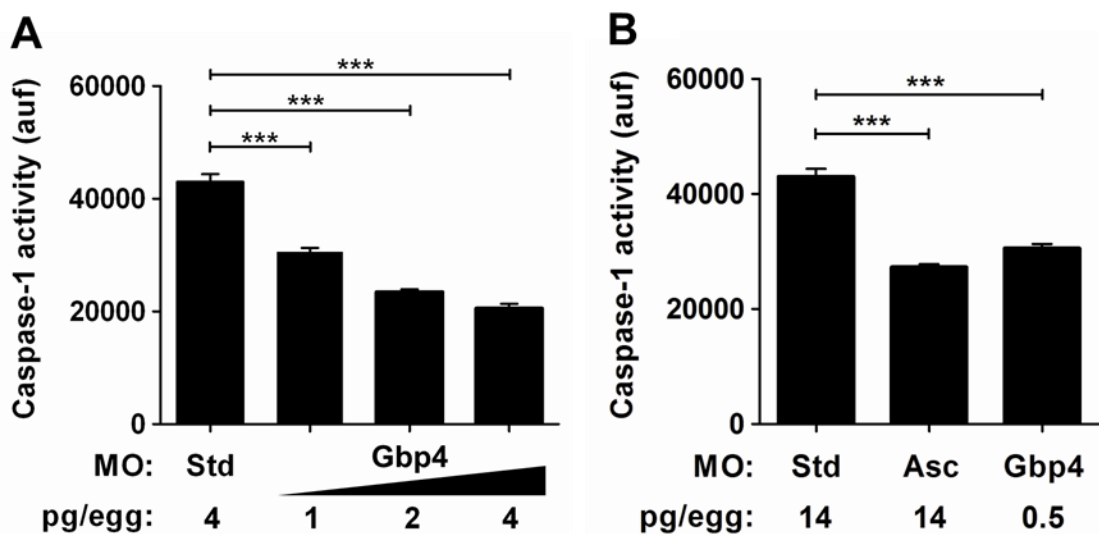 A
Caspase-1 activity (auf)
60000
40000
20000
0
***
***
***
MO: Std Gbp4
pg/egg: 4 1 2 4
B
Caspase-1 activity (auf)
60000
40000
20000
0
***
***
MO: Std Asc Gbp4
pg/egg: 14 14 0.5